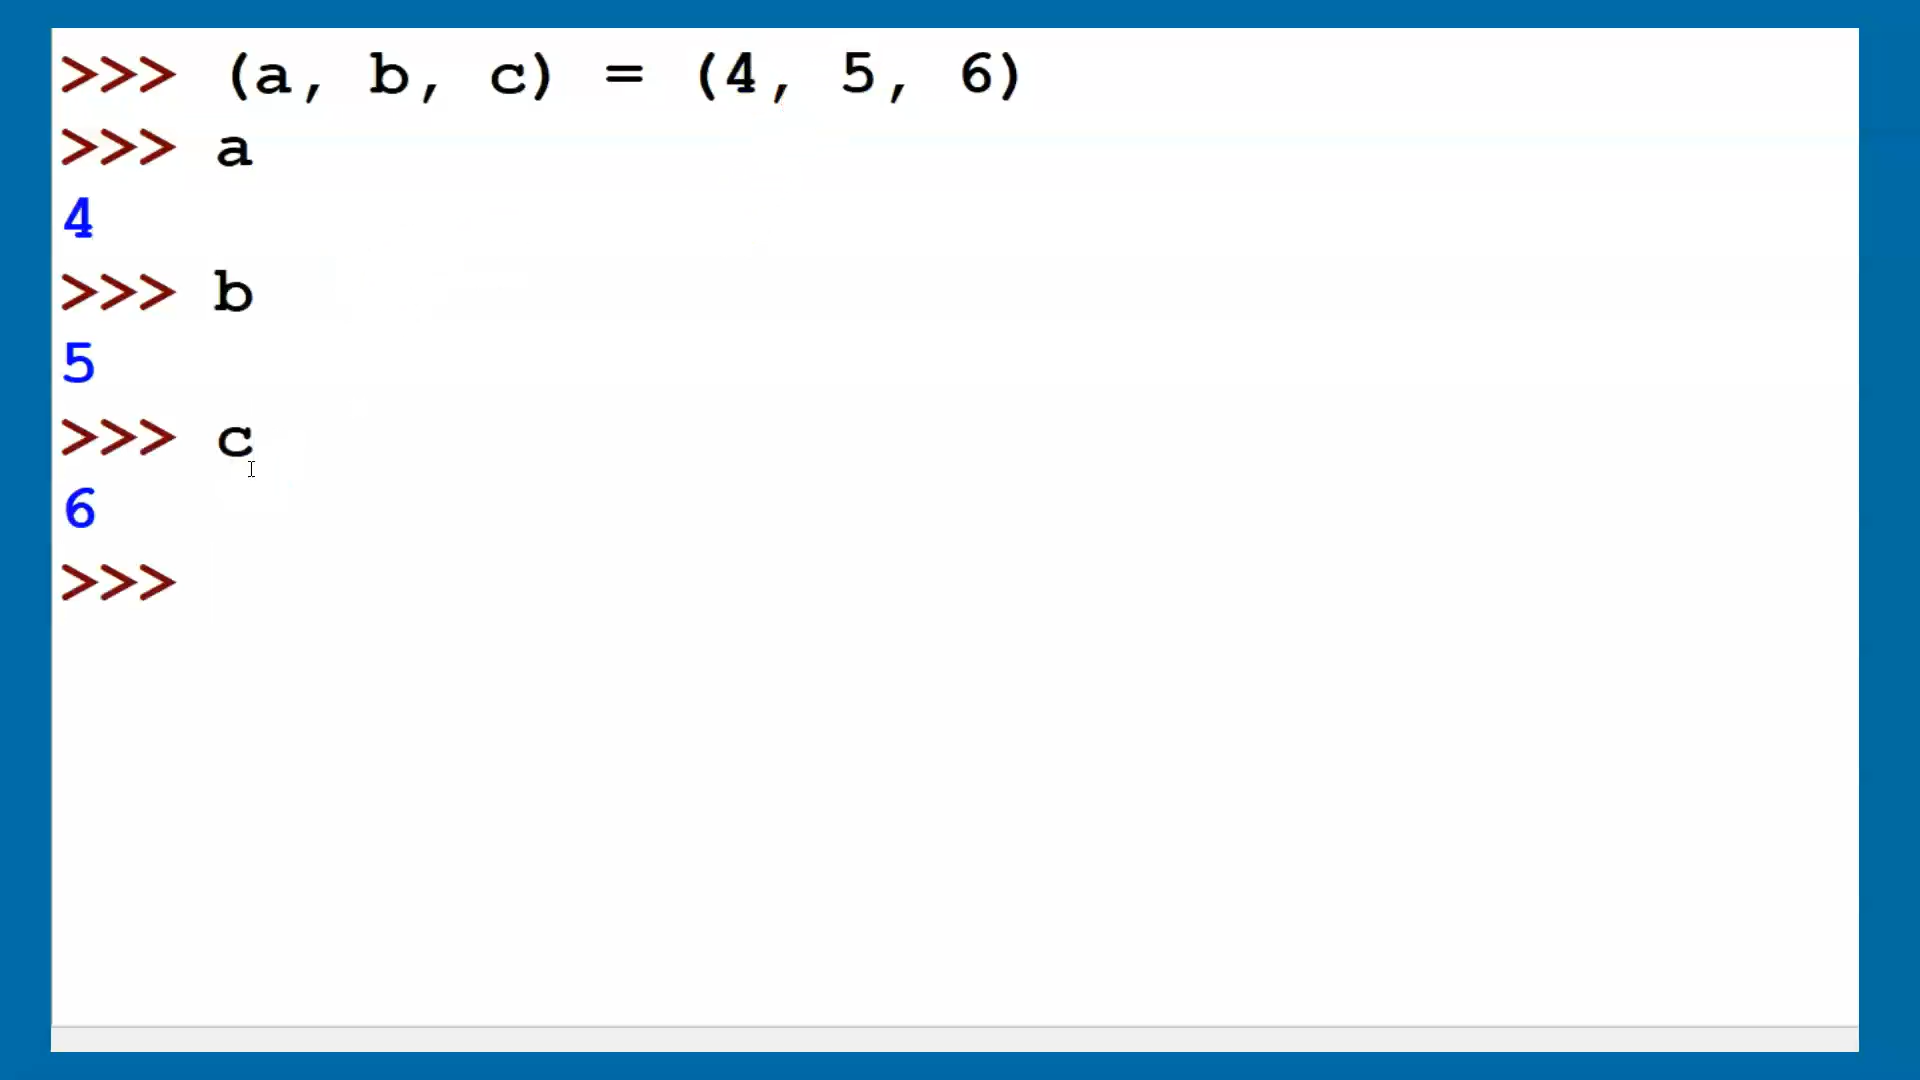 >>> (a, b, c) = (4, 5, 6)
>>> a
4
>>> b
5
>>> c
6
>>>